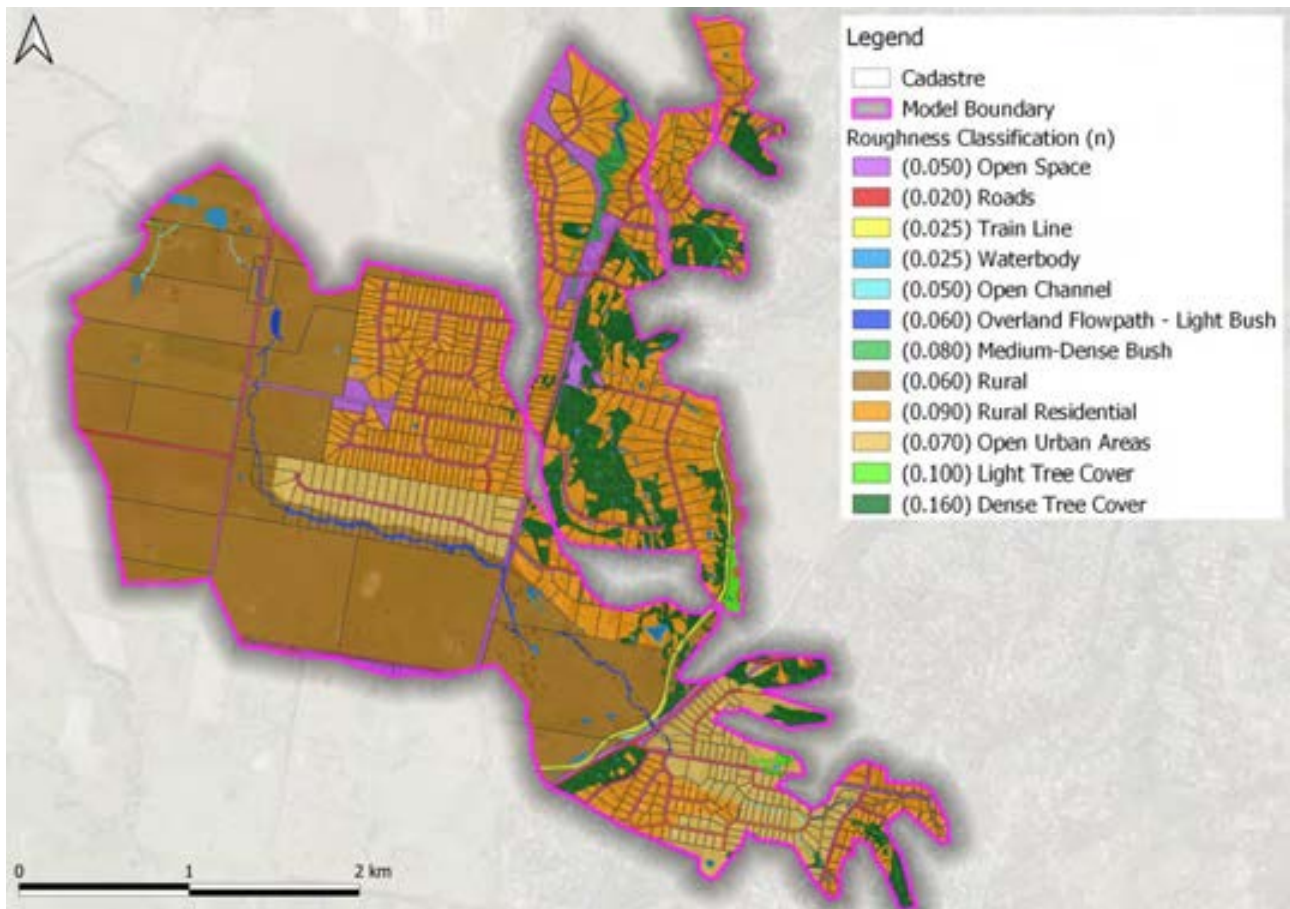 Legend
Cadastre
Model Boundary
Roughness Classification (n)
(0.050) Open Space
(0.020) Roads
(0.025) Train Line
(0.025) Waterbody
(0.050) Open Channel
(0.060) Overland Flowpath - Light Bush
(0.080) Medium-Dense Bush
(0.060) Rural
(0.090) Rural Residential
(0.070) Open Urban Areas
(0.100) Light Tree Cover
(0.160) Dense Tree Cover
0 1 2 km